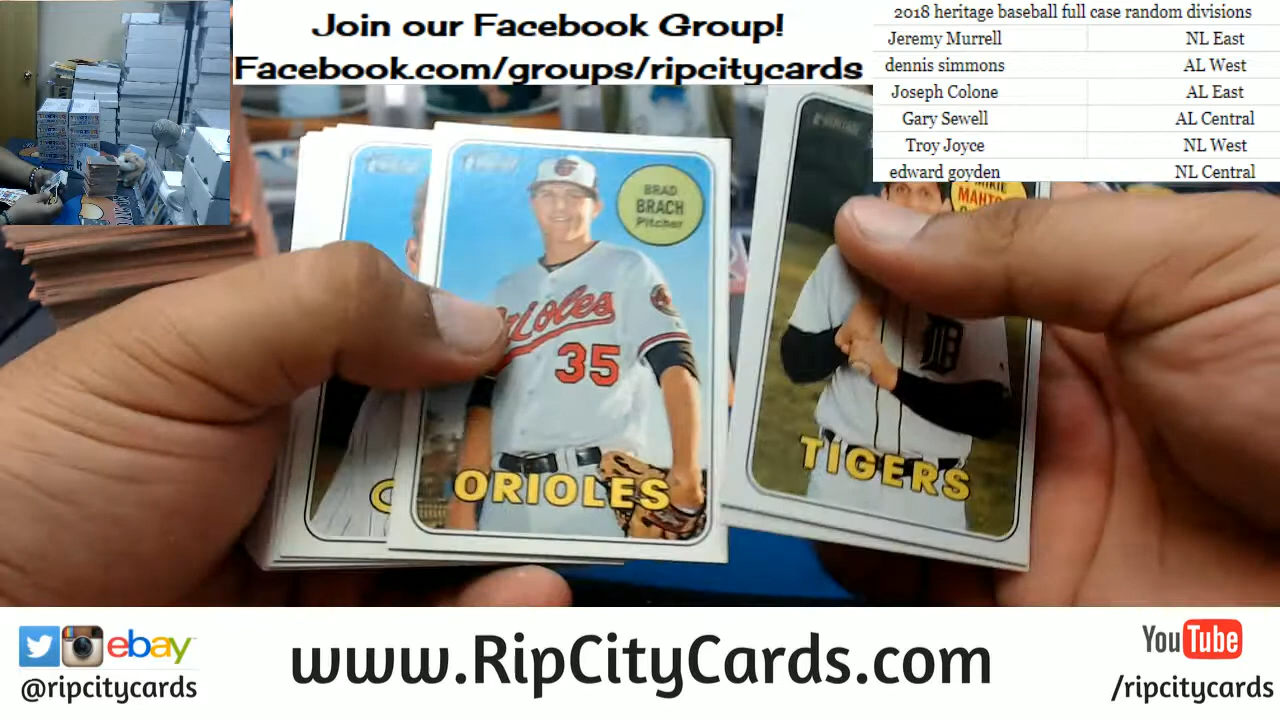 Join our Facebook Group!
Facebook.com/groups/ripcitycards
2018 heritage baseball full case random divisions
Jeremy Murrell NL East
dennis simmons AL West
Joseph Colone AL East
Gary Sewell AL Central
Troy Joyce NL West
edward goyden NL Central
BRAD
BRACH
Pitcher
Orioles
35
ORIOLES
D
TIGERS
ebay
@ripcitycards
www.RipCityCards.com
YouTube
/ripcitycards